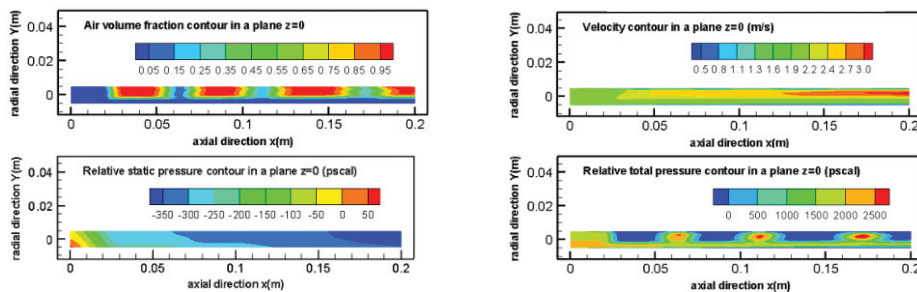 Air volume fraction contour in a plane z=0
radial direction Y(m)
0.04
0.02
0
0.05 0.15 0.25 0.35 0.45 0.55 0.65 0.75 0.85 0.95
0 0.05 0.1 0.15 0.2
axial direction x(m)
Velocity contour in a plane z=0 (m/s)
radial direction Y(m)
0.04
0.02
0
0.5 0.8 1.1 1.3 1.6 1.9 2.2 2.4 2.7 3.0
0 0.05 0.1 0.15 0.2
axial direction x(m)
Relative static pressure contour in a plane z=0 (pscal)
radial direction Y(m)
0.04
0.02
0
-350 -300 -250 -200 -150 -103 -50 0 50
0 0.05 0.1 0.15 0.2
axial direction x(m)
Relative total pressure contour in a plane z=0 (pscal)
radial direction Y(m)
0.04
0.02
0
0 500 1000 1500 2000 2500
0 0.05 0.1 0.15 0.2
axial direction x(m)